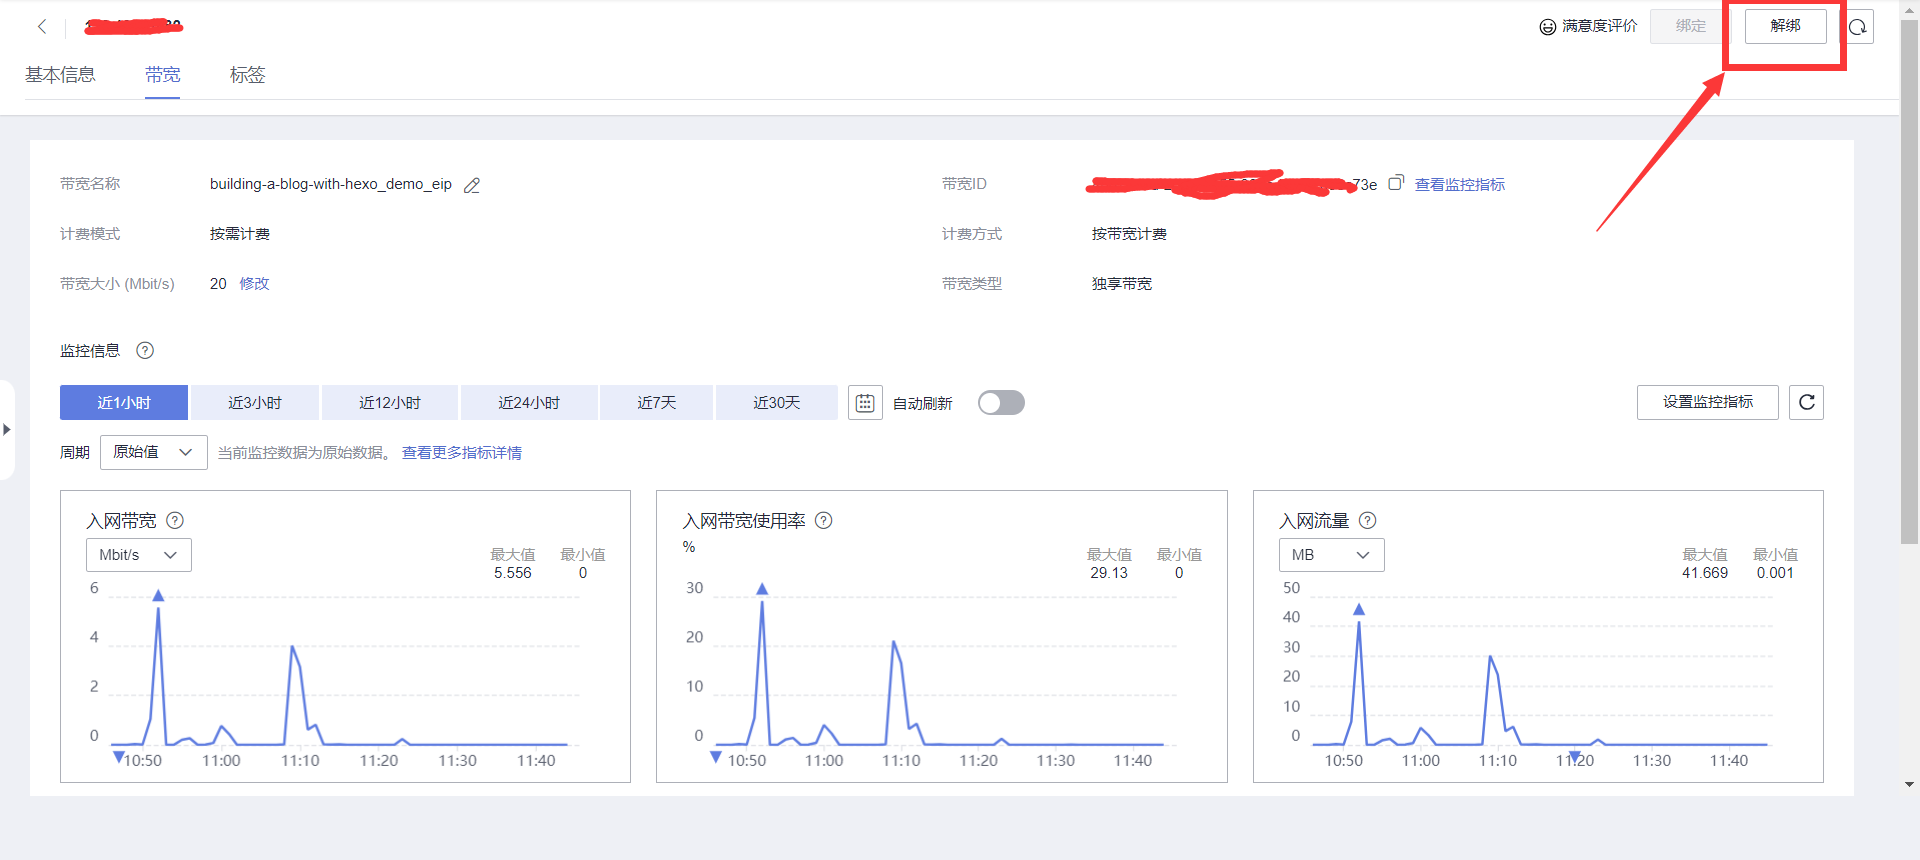 满意度评价 绑定 解绑
基本信息 带宽 标签
带宽名称 building-a-blog-with-hexo_demo_eip 带宽ID 73e 查看监控指标
计费模式 按需计费 计费方式 按带宽计费
带宽大小 (Mbit/s) 20 修改 带宽类型 独享带宽
监控信息 ?
近1小时 近3小时 近12小时 近24小时 近7天 近30天 自动刷新 设置监控指标
周期 原始值 当前监控数据为原始数据。 查看更多指标详情
入网带宽 ?
Mbit/s
最大值 最小值
5.556 0
6
4
2
0
10:50 11:00 11:10 11:20 11:30 11:40
入网带宽使用率 ?
%
最大值 最小值
29.13 0
30
20
10
0
10:50 11:00 11:10 11:20 11:30 11:40
入网流量 ?
MB
最大值 最小值
41.669 0.001
50
40
30
20
10
0
10:50 11:00 11:10 11:20 11:30 11:40